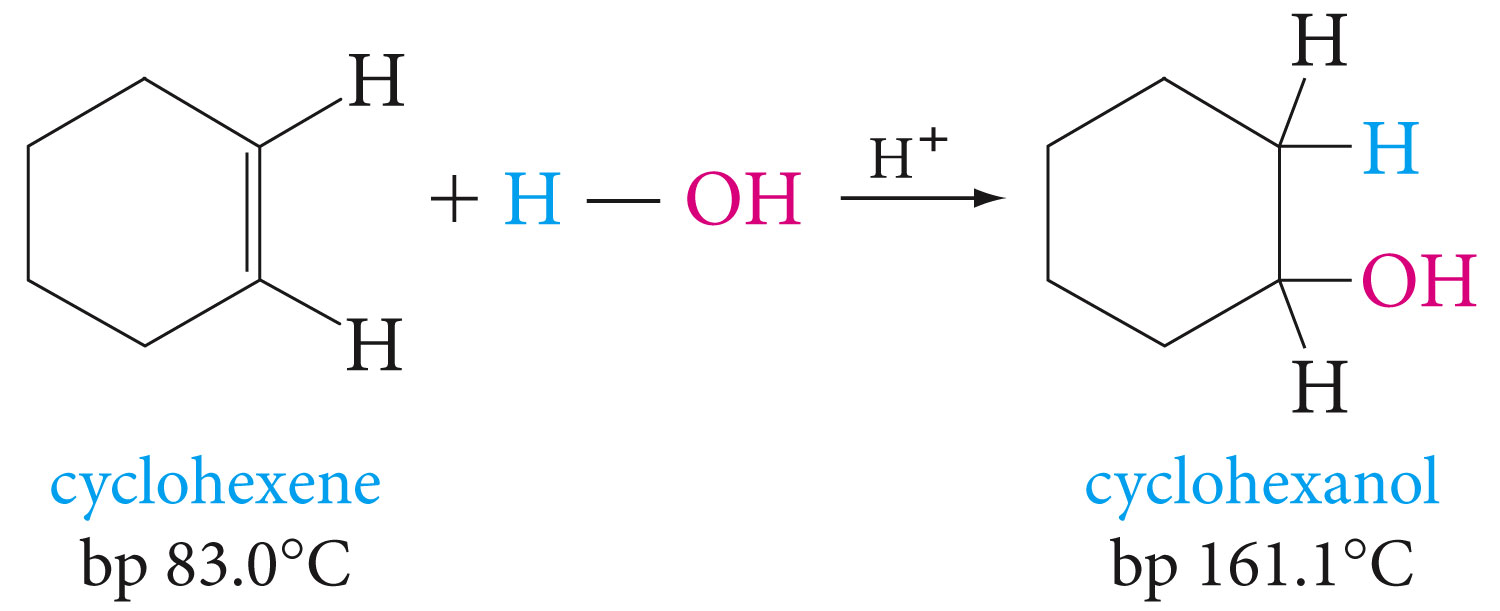 H
H
+ H — OH
H⁺
H
H
OH
H
cyclohexene
bp 83.0°C
cyclohexanol
bp 161.1°C